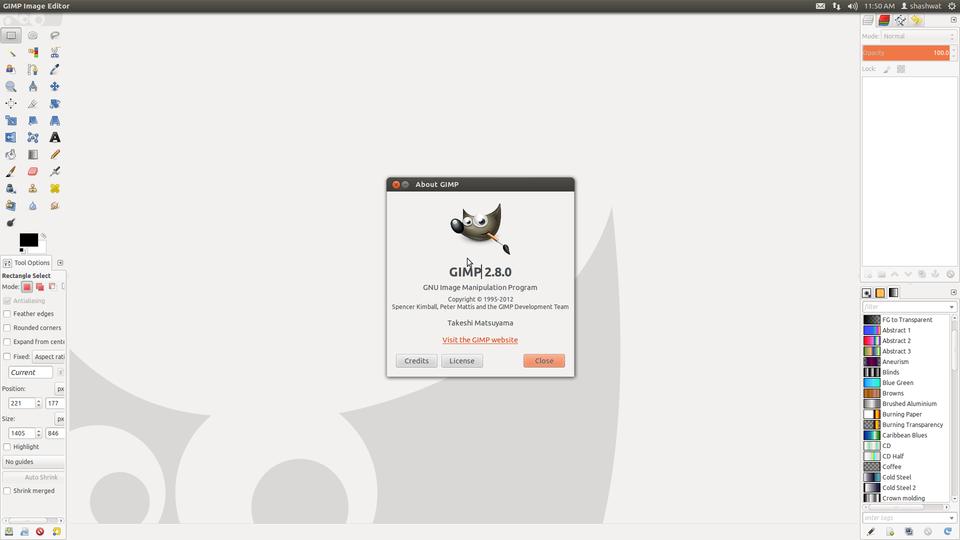 GIMP Image Editor
11:50 AM
shashwat
Mode: Normal
Opacity 100.0
Lock:
About GIMP
GIMP 2.8.0
GNU Image Manipulation Program
Copyright © 1995-2012
Spencer Kimball, Peter Mattis and the GIMP Development Team
Takeshi Matsuyama
Visit the GIMP website
Credits
License
Close
Tool Options
Rectangle Select
Mode:
Antialiasing
Feather edges
Rounded corners
Expand from cente
Fixed: Aspect rati
Current
Position: px
221 177
Size: px
1405 846
Highlight
No guides
Auto Shrink
Shrink merged
filter
FG to Transparent
Abstract 1
Abstract 2
Abstract 3
Aneurism
Blinds
Blue Green
Browns
Brushed Aluminium
Burning Paper
Burning Transparency
Caribbean Blues
CD
CD Half
Coffee
Cold Steel
Cold Steel 2
Crown molding
enter tags